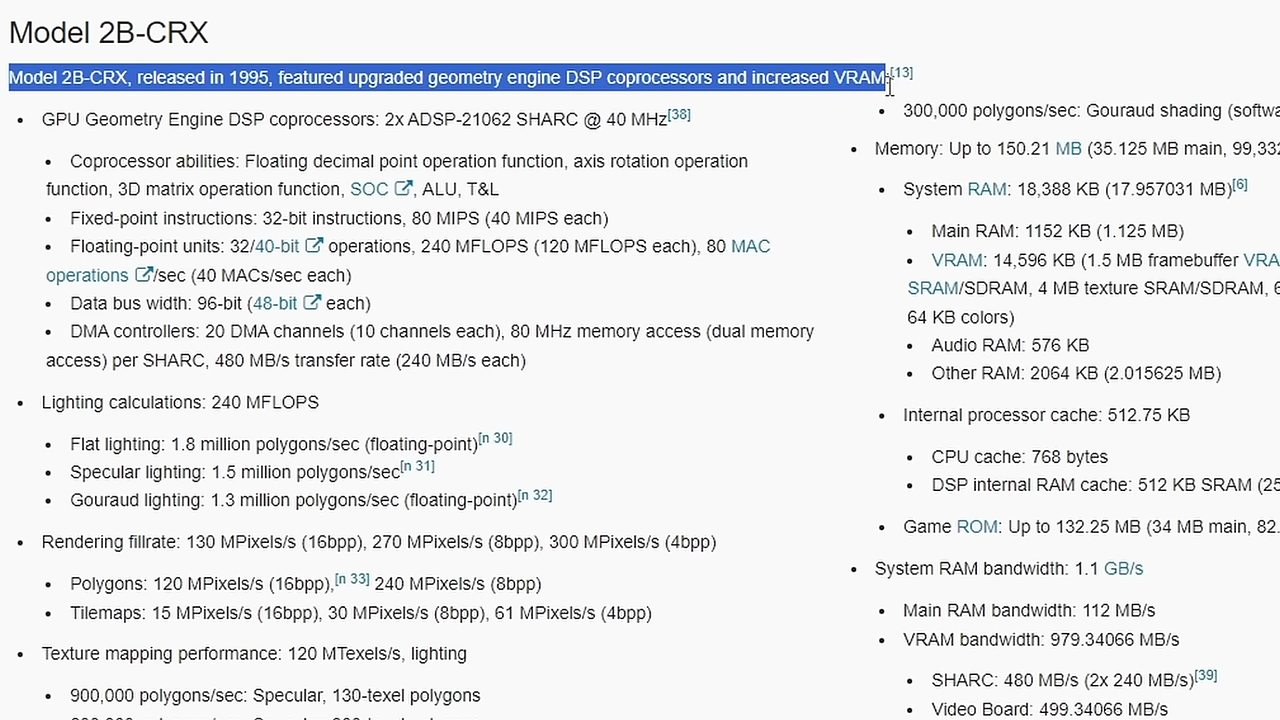 Model 2B-CRX
Model 2B-CRX, released in 1995, featured upgraded geometry engine DSP coprocessors and increased VRAM:[13]
• GPU Geometry Engine DSP coprocessors: 2x ADSP-21062 SHARC @ 40 MHz[38]
• Coprocessor abilities: Floating decimal point operation function, axis rotation operation
function, 3D matrix operation function, SOC, ALU, T&L
• Fixed-point instructions: 32-bit instructions, 80 MIPS (40 MIPS each)
• Floating-point units: 32/40-bit operations, 240 MFLOPS (120 MFLOPS each), 80 MAC
operations/sec (40 MACs/sec each)
• Data bus width: 96-bit (48-bit each)
• DMA controllers: 20 DMA channels (10 channels each), 80 MHz memory access (dual memory
access) per SHARC, 480 MB/s transfer rate (240 MB/s each)
• Lighting calculations: 240 MFLOPS
• Flat lighting: 1.8 million polygons/sec (floating-point)[n 30]
• Specular lighting: 1.5 million polygons/sec[n 31]
• Gouraud lighting: 1.3 million polygons/sec (floating-point)[n 32]
• Rendering fillrate: 130 MPixels/s (16bpp), 270 MPixels/s (8bpp), 300 MPixels/s (4bpp)
• Polygons: 120 MPixels/s (16bpp),[n 33] 240 MPixels/s (8bpp)
• Tilemaps: 15 MPixels/s (16bpp), 30 MPixels/s (8bpp), 61 MPixels/s (4bpp)
• Texture mapping performance: 120 MTexels/s, lighting
• 900,000 polygons/sec: Specular, 130-texel polygons
• 300,000 polygons/sec: Gouraud shading (softwa
• Memory: Up to 150.21 MB (35.125 MB main, 99,332
• System RAM: 18,388 KB (17.957031 MB)[6]
• Main RAM: 1152 KB (1.125 MB)
• VRAM: 14,596 KB (1.5 MB framebuffer VRA
SRAM/SDRAM, 4 MB texture SRAM/SDRAM, 6
64 KB colors)
• Audio RAM: 576 KB
• Other RAM: 2064 KB (2.015625 MB)
• Internal processor cache: 512.75 KB
• CPU cache: 768 bytes
• DSP internal RAM cache: 512 KB SRAM (25
• Game ROM: Up to 132.25 MB (34 MB main, 82.
• System RAM bandwidth: 1.1 GB/s
• Main RAM bandwidth: 112 MB/s
• VRAM bandwidth: 979.34066 MB/s
• SHARC: 480 MB/s (2x 240 MB/s)[39]
• Video Board: 499.34066 MB/s